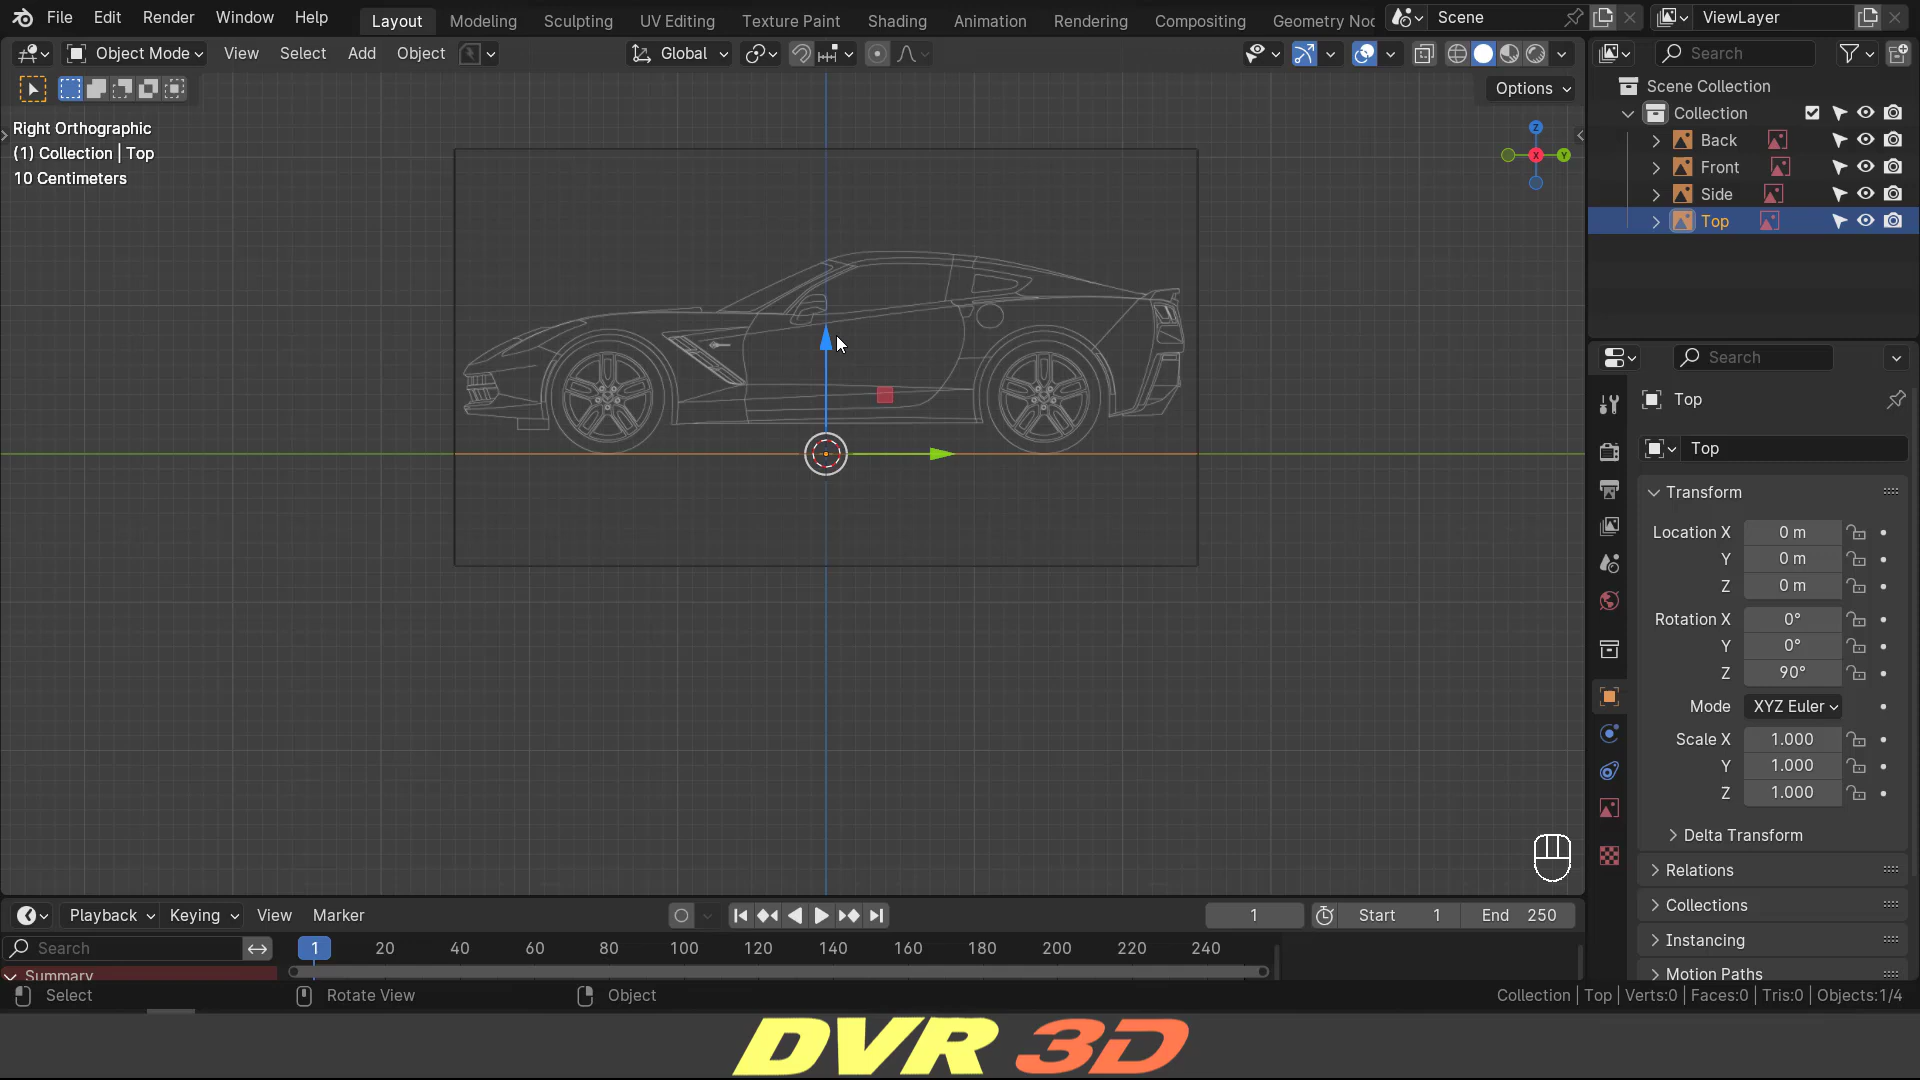 File Edit Render Window Help Layout Modeling Sculpting UV Editing Texture Paint Shading Animation Rendering Compositing Geometry Noc Scene ViewLayer
Object Mode View Select Add Object Global Search
Options
Right Orthographic
(1) Collection | Top
10 Centimeters
Z
X
Y
Scene Collection
Collection
Back
Front
Side
Top
Search
Top
Top
Transform
Location X 0 m
Y 0 m
Z 0 m
Rotation X 0°
Y 0°
Z 90°
Mode XYZ Euler
Scale X 1.000
Y 1.000
Z 1.000
Delta Transform
Relations
Collections
Instancing
Motion Paths
Playback Keying View Marker 1 Start 1 End 250
Search 1 20 40 60 80 100 120 140 160 180 200 220 240
Summary
Select Rotate View Object Collection | Top | Verts:0 | Faces:0 | Tris:0 | Objects:1/4
DVR 3D